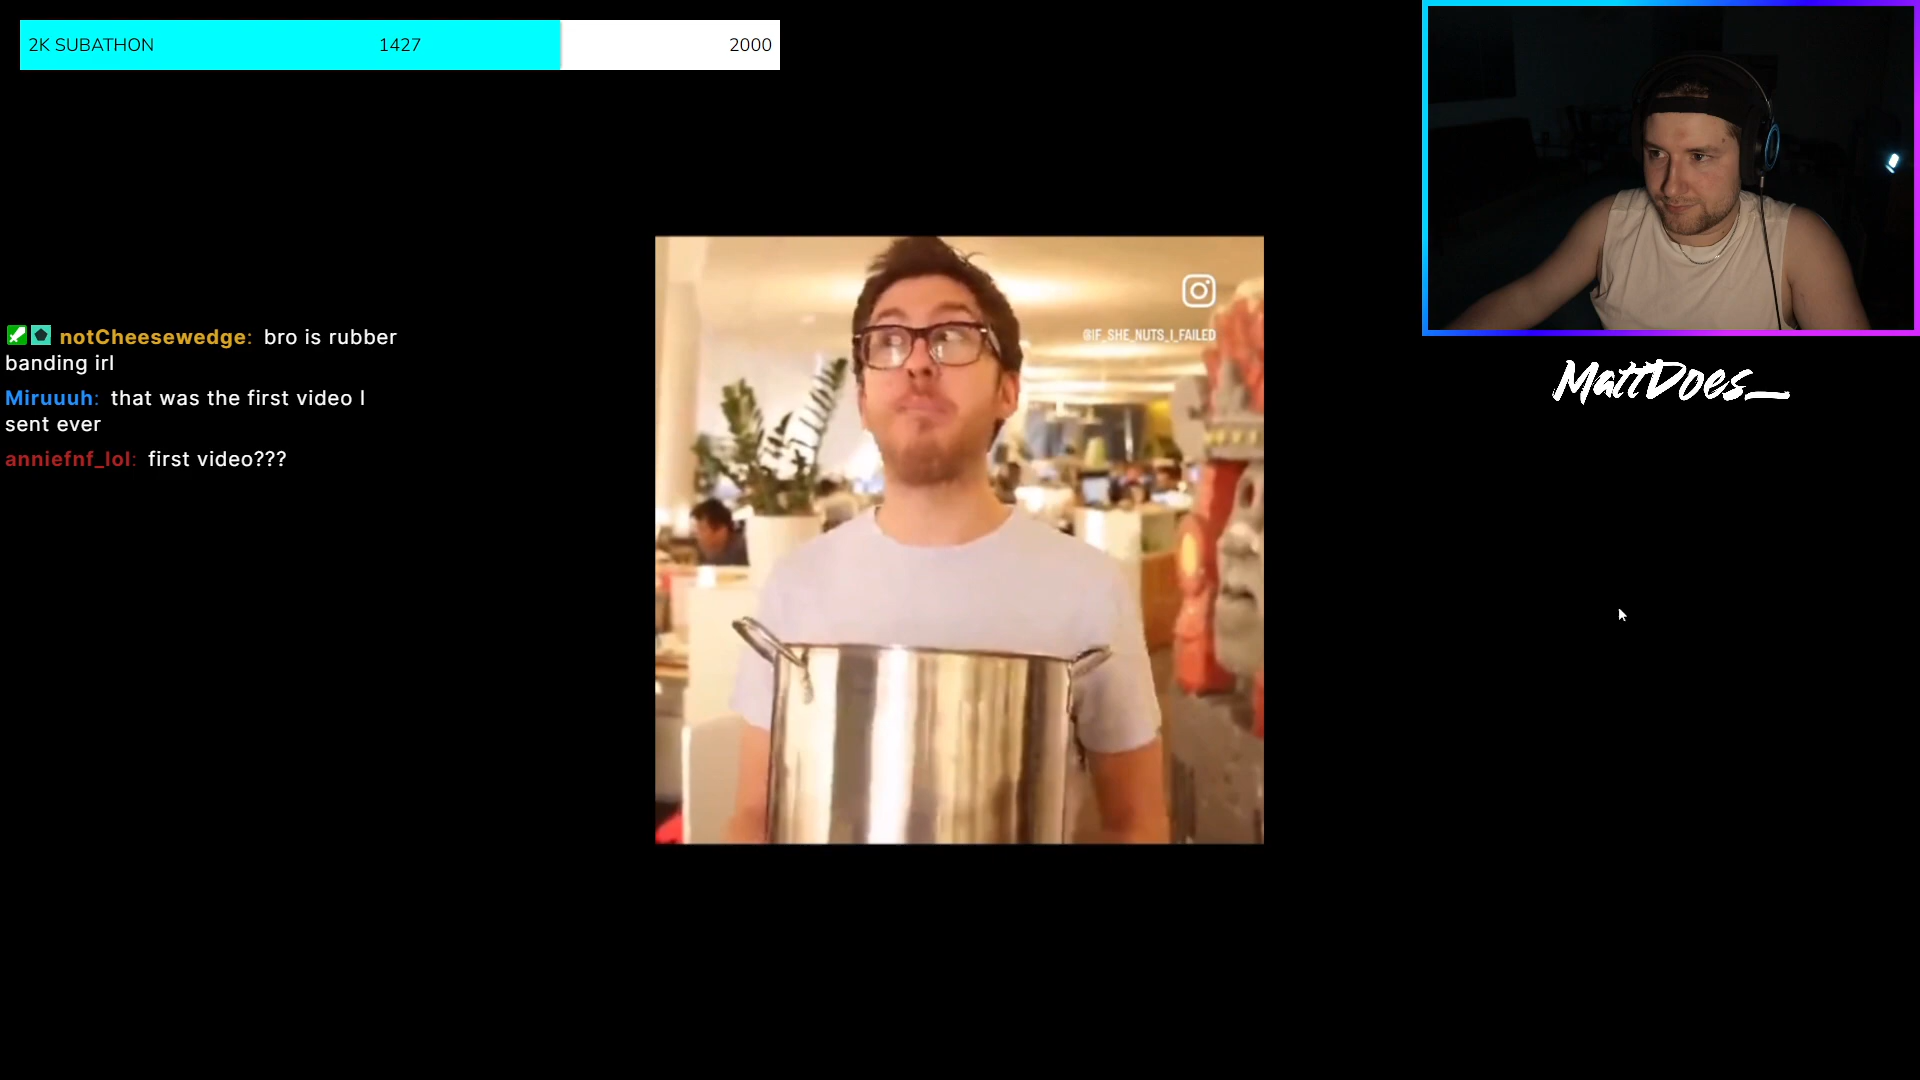 2K SUBATHON 1427 2000
@IF_SHE_NUTS_I_FAILED
notCheesewedge: bro is rubber
banding irl
Miruuuh: that was the first video I
sent ever
anniefnf_lol: first video???
MattDoes_